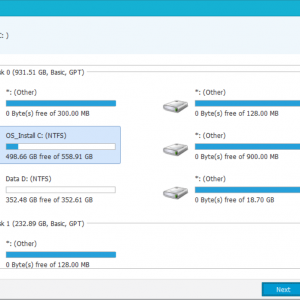 C: )
sk 0 (931.51 GB, Basic, GPT)
*: (Other)
0 Byte(s) free of 300.00 MB
*: (Other)
0 Byte(s) free of 128.00 MB
OS_Install C: (NTFS)
498.66 GB free of 558.91 GB
*: (Other)
0 Byte(s) free of 900.00 MB
Data D: (NTFS)
352.48 GB free of 352.61 GB
*: (Other)
0 Byte(s) free of 18.70 GB
sk 1 (232.89 GB, Basic, GPT)
*: (Other)
0 Byte(s) free of 128.00 MB
Next